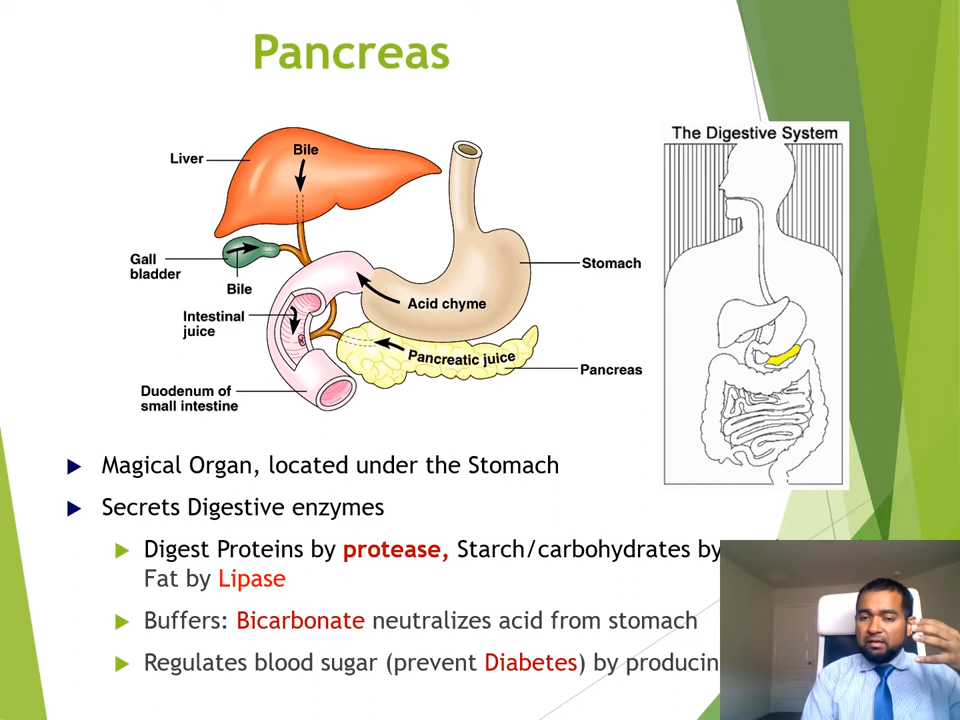 Pancreas
The Digestive System
Liver
Bile
Gall
bladder
Bile
Stomach
Acid chyme
Intestinal
juice
Pancreatic juice
Pancreas
Duodenum of
small intestine
Magical Organ, located under the Stomach
Secrets Digestive enzymes
Digest Proteins by protease, Starch/carbohydrates by
Fat by Lipase
Buffers: Bicarbonate neutralizes acid from stomach
Regulates blood sugar (prevent Diabetes) by